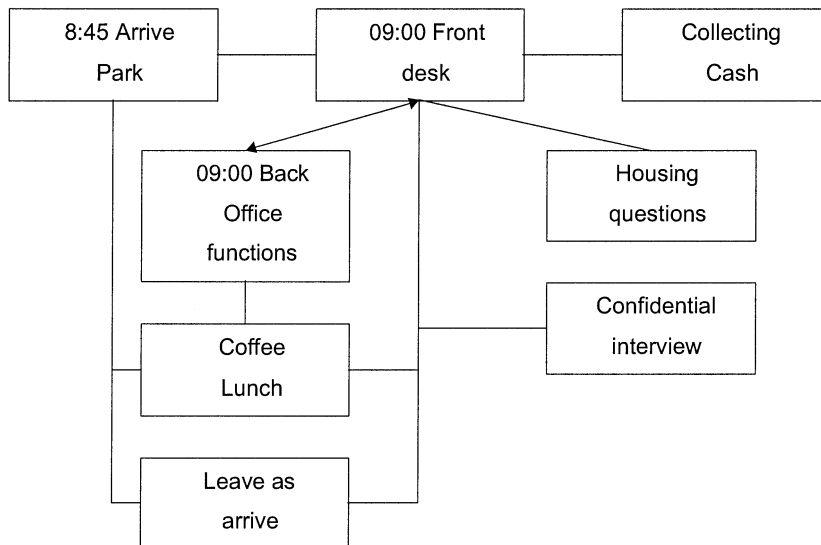 8:45 Arrive
Park
09:00 Front
desk
Collecting
Cash
09:00 Back
Office
functions
Housing
questions
Coffee
Lunch
Confidential
interview
Leave as
arrive